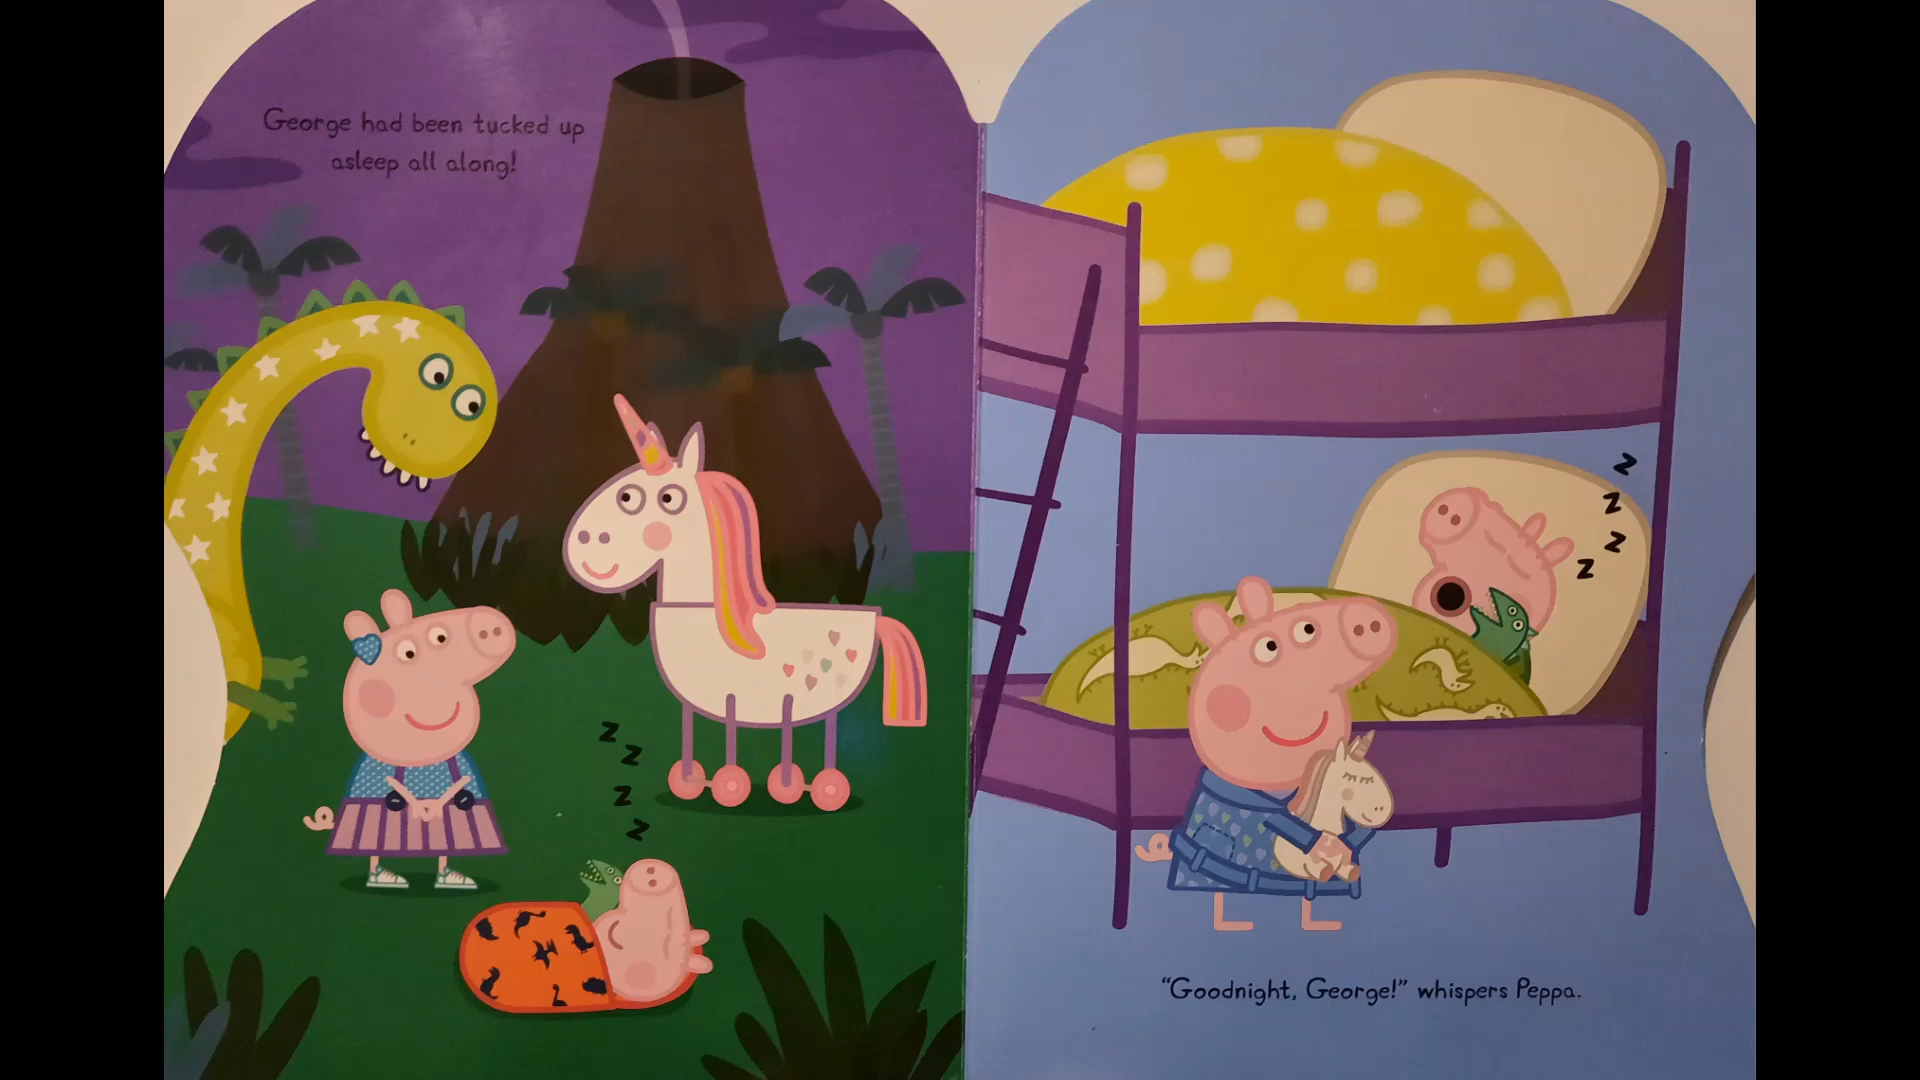 George had been tucked up
asleep all along!
z
z
z
z
z
z
z
z
"Goodnight, George!" whispers Peppa.